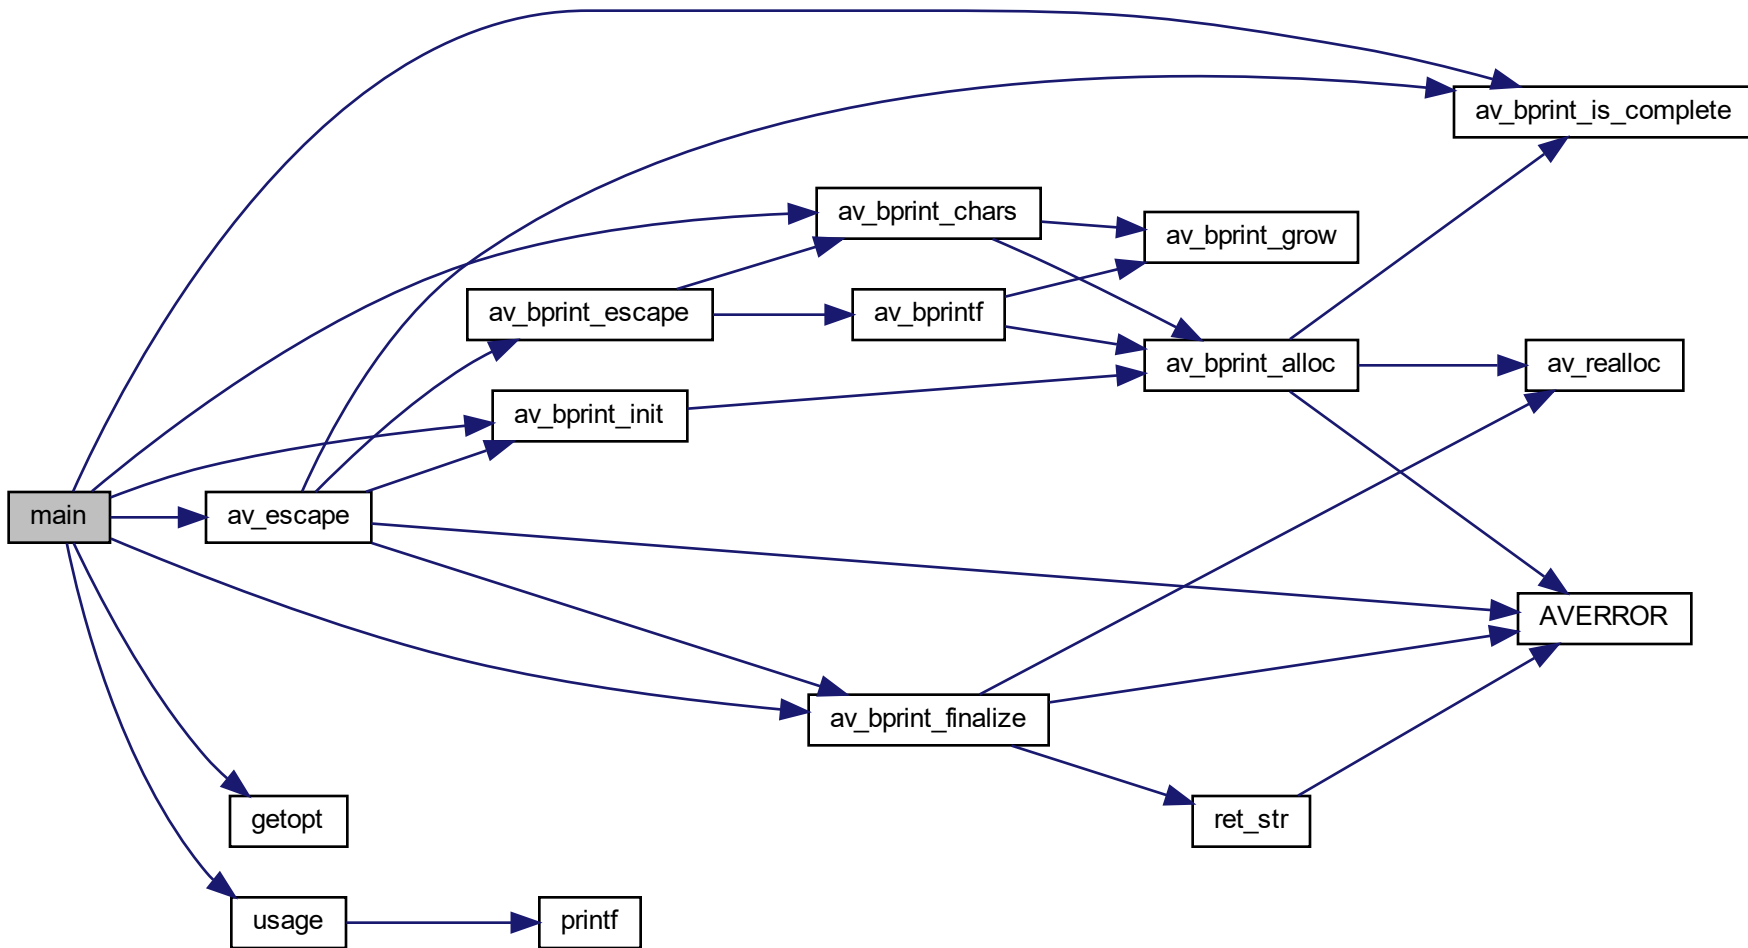 av_bprint_is_complete
av_bprint_chars
av_bprint_grow
av_bprint_escape
av_bprintf
av_bprint_alloc
av_realloc
av_bprint_init
main
av_escape
AVERROR
av_bprint_finalize
getopt
ret_str
usage
printf